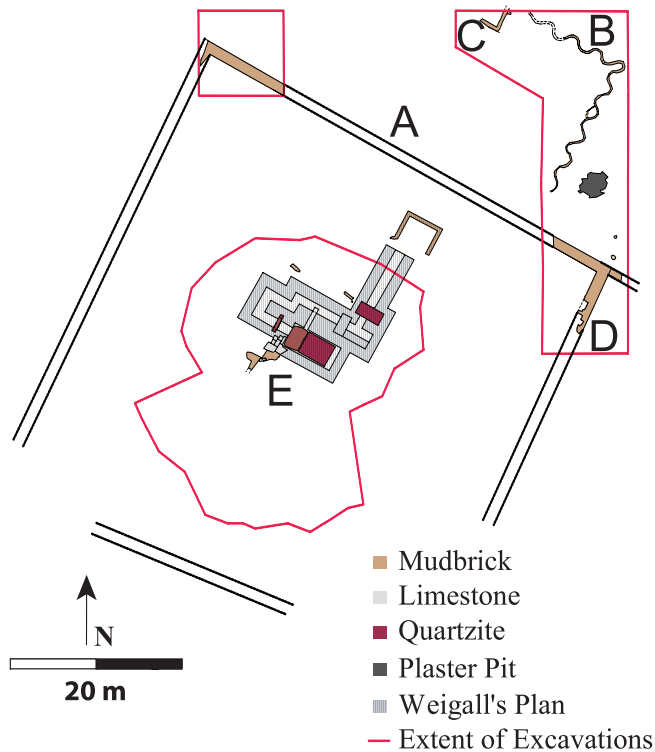 C
B
A
D
E
Mudbrick
Limestone
Quartzite
Plaster Pit
Weigall's Plan
Extent of Excavations
N
20 m